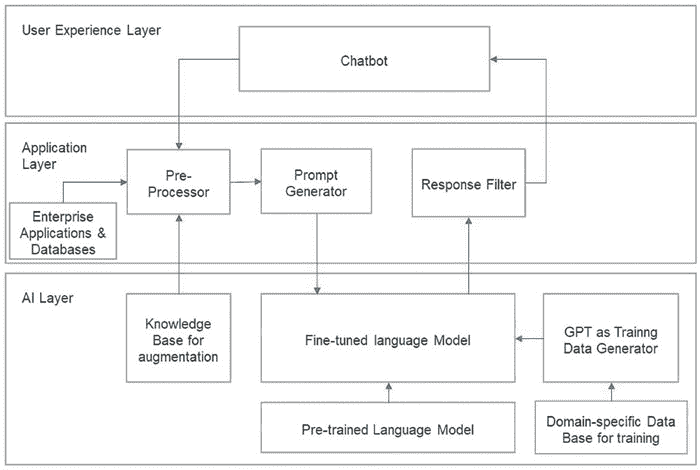 User Experience Layer
Chatbot
Application
Layer
Pre-
Processor
Prompt
Generator
Response Filter
Enterprise
Applications &
Databases
AI Layer
Knowledge
Base for
augmentation
Fine-tuned language Model
GPT as Trainng
Data Generator
Pre-trained Language Model
Domain-specific Data
Base for training